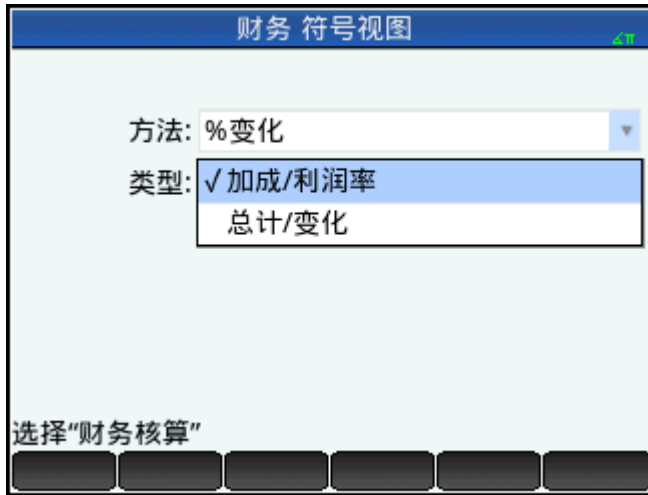 财务 符号视图
∡π
方法: %变化
类型: √加成/利润率
总计/变化
选择“财务核算”